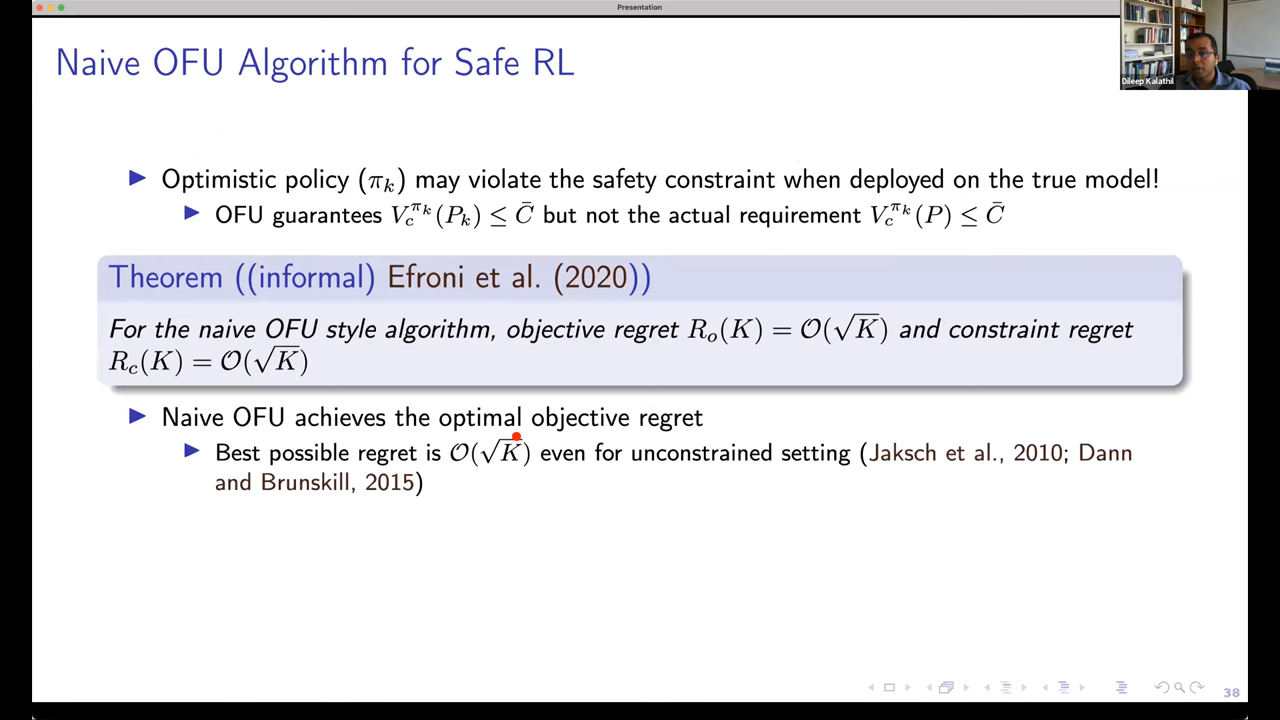 Presentation
Naive OFU Algorithm for Safe RL
Dileep Kalathil
▶ Optimistic policy (π_k) may violate the safety constraint when deployed on the true model!
▶ OFU guarantees V_c^{π_k}(P_k) ≤ C̄ but not the actual requirement V_c^{π_k}(P) ≤ C̄
Theorem ((informal) Efroni et al. (2020))
For the naive OFU style algorithm, objective regret R_o(K) = 𝒪(√K) and constraint regret
R_c(K) = 𝒪(√K)
▶ Naive OFU achieves the optimal objective regret
▶ Best possible regret is 𝒪(√K) even for unconstrained setting (Jaksch et al., 2010; Dann
and Brunskill, 2015)
38